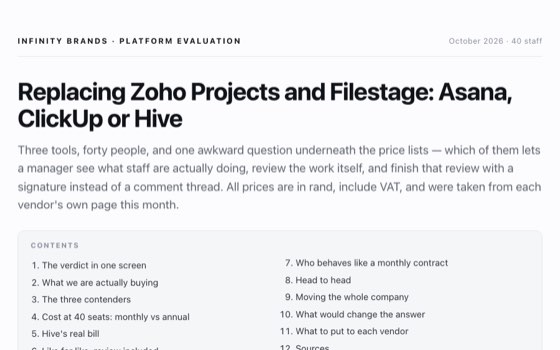 INFINITY BRANDS · PLATFORM EVALUATION
October 2026 · 40 staff
Replacing Zoho Projects and Filestage: Asana,
ClickUp or Hive
Three tools, forty people, and one awkward question underneath the price lists — which of them lets
a manager see what staff are actually doing, review the work itself, and finish that review with a
signature instead of a comment thread. All prices are in rand, include VAT, and were taken from each
vendor's own page this month.
CONTENTS
1. The verdict in one screen
2. What we are actually buying
3. The three contenders
4. Cost at 40 seats: monthly vs annual
5. Hive's real bill
7. Who behaves like a monthly contract
8. Head to head
9. Moving the whole company
10. What would change the answer
11. What to put to each vendor
12. Sources